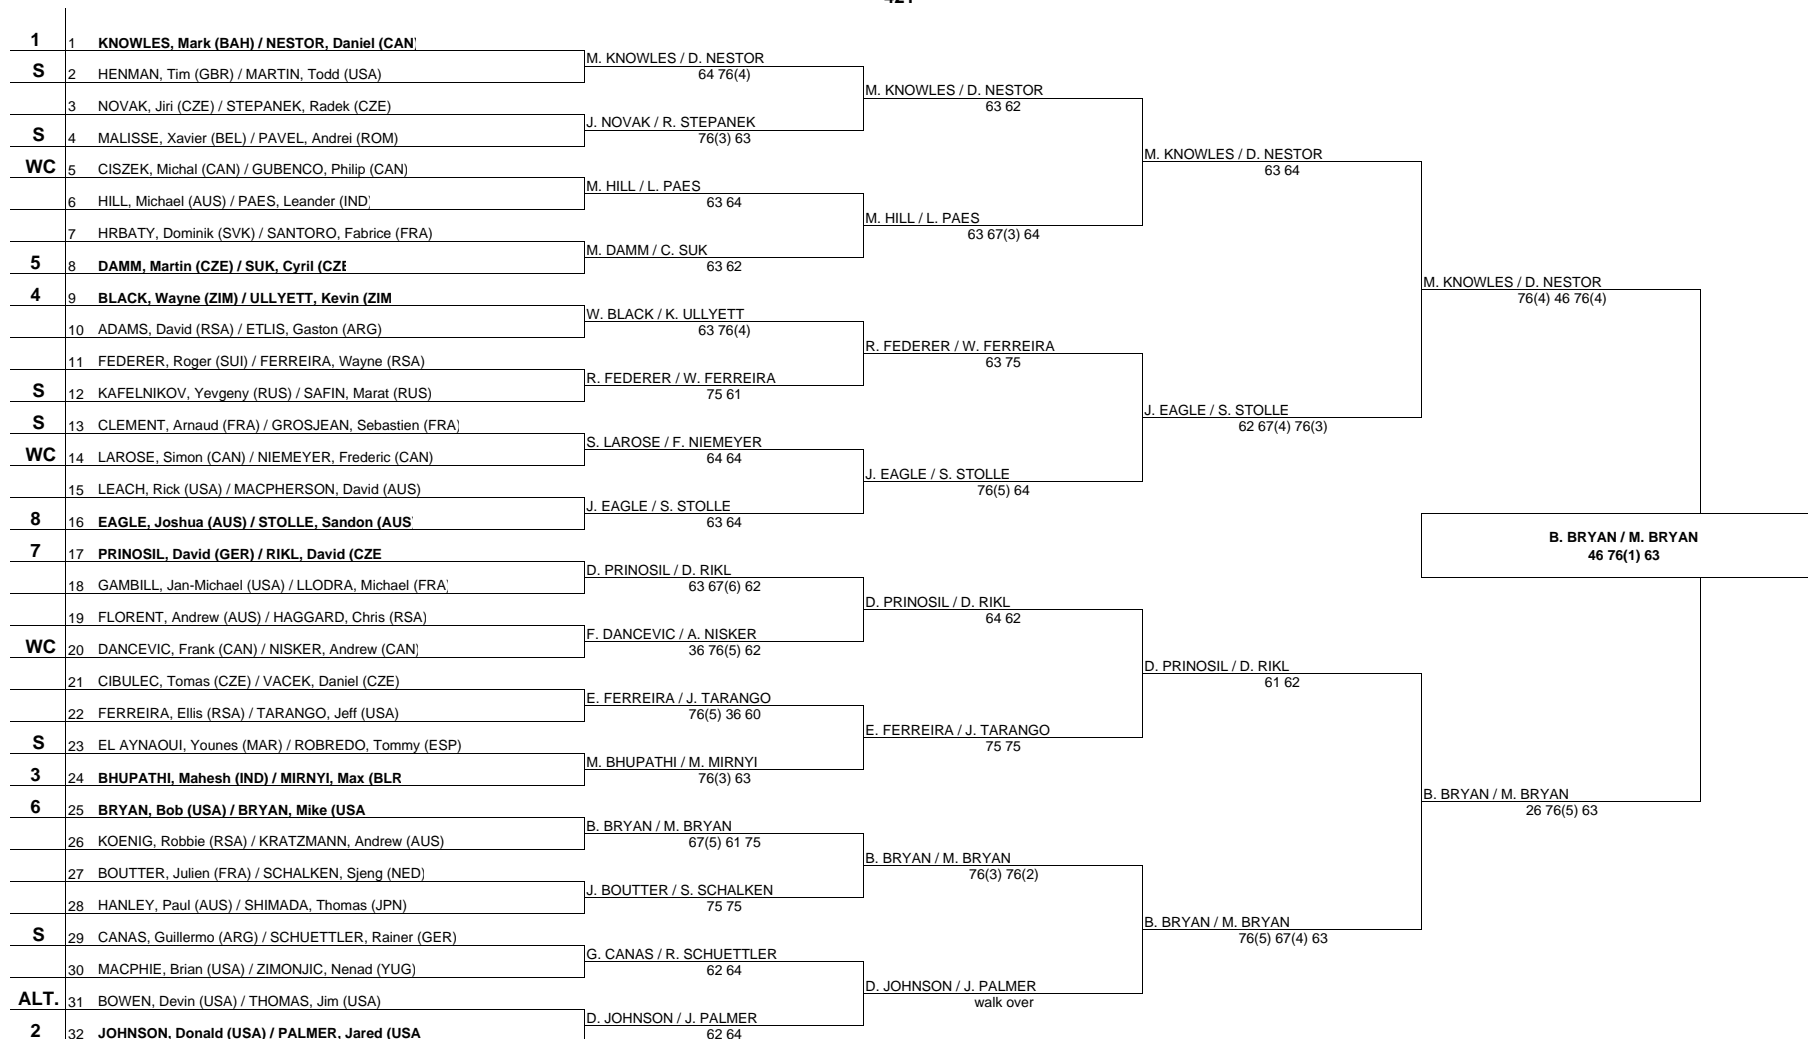 1 1 KNOWLES, Mark (BAH) / NESTOR, Daniel (CAN)
M. KNOWLES / D. NESTOR
S 2 HENMAN, Tim (GBR) / MARTIN, Todd (USA)
64 76(4)
M. KNOWLES / D. NESTOR
3 NOVAK, Jiri (CZE) / STEPANEK, Radek (CZE)
63 62
J. NOVAK / R. STEPANEK
S 4 MALISSE, Xavier (BEL) / PAVEL, Andrei (ROM)
76(3) 63
M. KNOWLES / D. NESTOR
WC 5 CISZEK, Michal (CAN) / GUBENCO, Philip (CAN)
63 64
M. HILL / L. PAES
6 HILL, Michael (AUS) / PAES, Leander (IND)
63 64
M. HILL / L. PAES
7 HRBATY, Dominik (SVK) / SANTORO, Fabrice (FRA)
63 67(3) 64
M. DAMM / C. SUK
5 8 DAMM, Martin (CZE) / SUK, Cyril (CZE
63 62
M. KNOWLES / D. NESTOR
4 9 BLACK, Wayne (ZIM) / ULLYETT, Kevin (ZIM
76(4) 46 76(4)
W. BLACK / K. ULLYETT
10 ADAMS, David (RSA) / ETLIS, Gaston (ARG)
63 76(4)
R. FEDERER / W. FERREIRA
11 FEDERER, Roger (SUI) / FERREIRA, Wayne (RSA)
63 75
R. FEDERER / W. FERREIRA
S 12 KAFELNIKOV, Yevgeny (RUS) / SAFIN, Marat (RUS)
75 61
J. EAGLE / S. STOLLE
S 13 CLEMENT, Arnaud (FRA) / GROSJEAN, Sebastien (FRA)
62 67(4) 76(3)
S. LAROSE / F. NIEMEYER
WC 14 LAROSE, Simon (CAN) / NIEMEYER, Frederic (CAN)
64 64
J. EAGLE / S. STOLLE
15 LEACH, Rick (USA) / MACPHERSON, David (AUS)
76(5) 64
J. EAGLE / S. STOLLE
8 16 EAGLE, Joshua (AUS) / STOLLE, Sandon (AUS
63 64
B. BRYAN / M. BRYAN
46 76(1) 63
7 17 PRINOSIL, David (GER) / RIKL, David (CZE
D. PRINOSIL / D. RIKL
18 GAMBILL, Jan-Michael (USA) / LLODRA, Michael (FRA)
63 67(6) 62
D. PRINOSIL / D. RIKL
19 FLORENT, Andrew (AUS) / HAGGARD, Chris (RSA)
64 62
F. DANCEVIC / A. NISKER
WC 20 DANCEVIC, Frank (CAN) / NISKER, Andrew (CAN)
36 76(5) 62
D. PRINOSIL / D. RIKL
21 CIBULEC, Tomas (CZE) / VACEK, Daniel (CZE)
61 62
E. FERREIRA / J. TARANGO
22 FERREIRA, Ellis (RSA) / TARANGO, Jeff (USA)
76(5) 36 60
E. FERREIRA / J. TARANGO
S 23 EL AYNAOUI, Younes (MAR) / ROBREDO, Tommy (ESP)
75 75
M. BHUPATHI / M. MIRNYI
3 24 BHUPATHI, Mahesh (IND) / MIRNYI, Max (BLR
76(3) 63
B. BRYAN / M. BRYAN
6 25 BRYAN, Bob (USA) / BRYAN, Mike (USA
26 76(5) 63
B. BRYAN / M. BRYAN
26 KOENIG, Robbie (RSA) / KRATZMANN, Andrew (AUS)
67(5) 61 75
B. BRYAN / M. BRYAN
27 BOUTTER, Julien (FRA) / SCHALKEN, Sjeng (NED)
76(3) 76(2)
J. BOUTTER / S. SCHALKEN
28 HANLEY, Paul (AUS) / SHIMADA, Thomas (JPN)
75 75
B. BRYAN / M. BRYAN
S 29 CANAS, Guillermo (ARG) / SCHUETTLER, Rainer (GER)
76(5) 67(4) 63
G. CANAS / R. SCHUETTLER
30 MACPHIE, Brian (USA) / ZIMONJIC, Nenad (YUG)
62 64
D. JOHNSON / J. PALMER
ALT. 31 BOWEN, Devin (USA) / THOMAS, Jim (USA)
walk over
D. JOHNSON / J. PALMER
2 32 JOHNSON, Donald (USA) / PALMER, Jared (USA
62 64